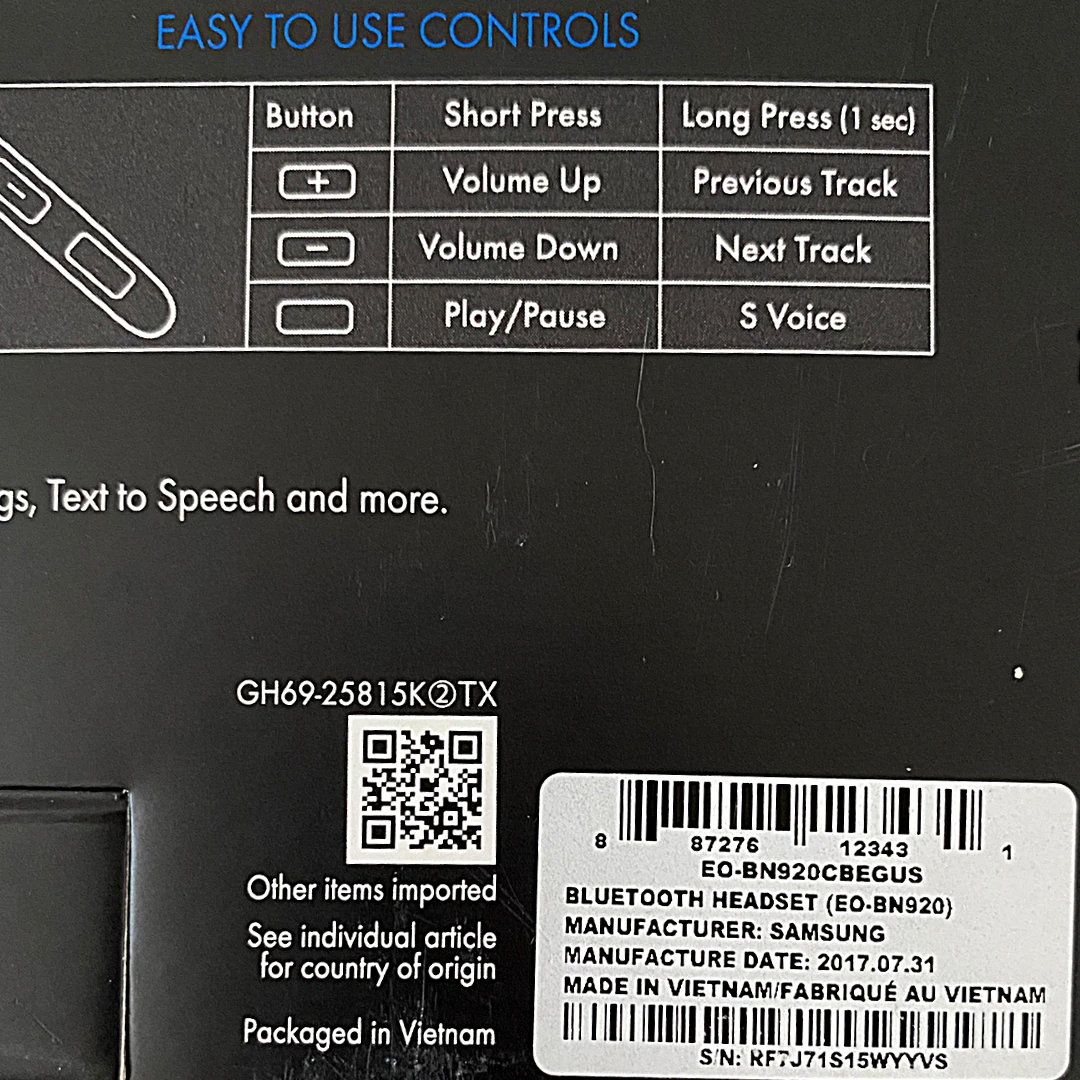 EASY TO USE CONTROLS
Button Short Press Long Press (1 sec)
+ Volume Up Previous Track
- Volume Down Next Track
Play/Pause S Voice
Text to Speech and more.
GH69-25815K②TX
Other items imported
See individual article
for country of origin
Packaged in Vietnam
8 87276 12343 1
EO-BN920CBEGUS
BLUETOOTH HEADSET (EO-BN920)
MANUFACTURER: SAMSUNG
MANUFACTURE DATE: 2017.07.31
MADE IN VIETNAM/FABRIQUÉ AU VIETNAM
S/N: RF7J71S15WYYVS